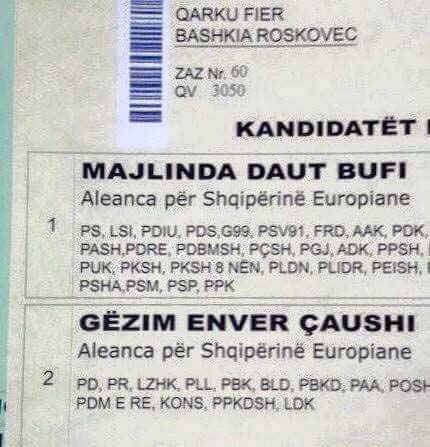 QARKU FIER
BASHKIA ROSKOVEC
ZAZ Nr. 60
QV 3050
KANDIDATËT
MAJLINDA DAUT BUFI
Aleanca për Shqipërinë Europiane
1
PS, LSI, PDIU, PDS,G99, PSV91, FRD, AAK, PDK,
PASH,PDRE, PDBMSH, PÇSH, PGJ, ADK, PPSH,
PUK, PKSH, PKSH 8 NËN, PLDN, PLIDR, PEISH,
PSHA,PSM, PSP, PPK
GËZIM ENVER ÇAUSHI
Aleanca për Shqipërinë Europiane
2
PD, PR, LZHK, PLL, PBK, BLD, PBKD, PAA, POSH
PDM E RE, KONS, PPKDSH, LDK